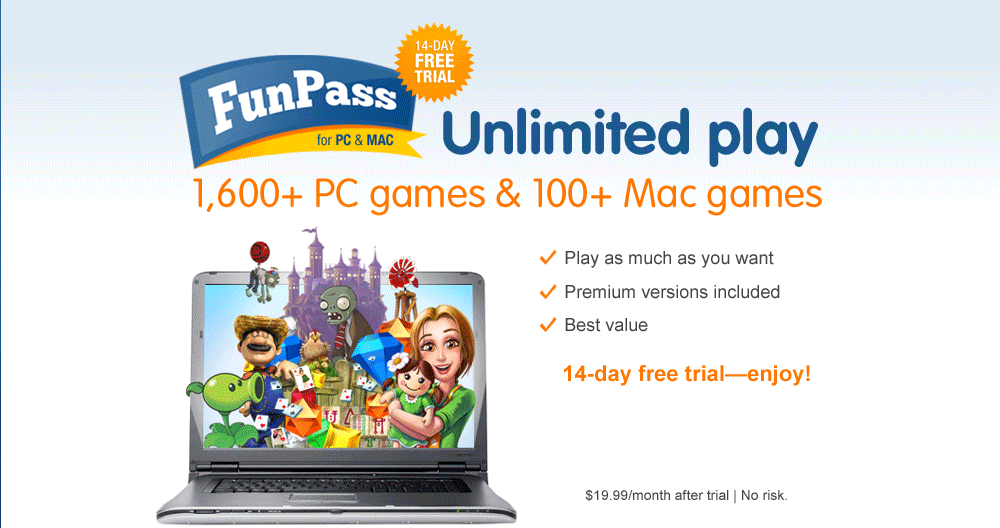 14-DAY
FREE
TRIAL
FunPass
for PC & MAC
Unlimited play
1,600+ PC games & 100+ Mac games
Play as much as you want
Premium versions included
Best value
14-day free trial—enjoy!
$19.99/month after trial | No risk.